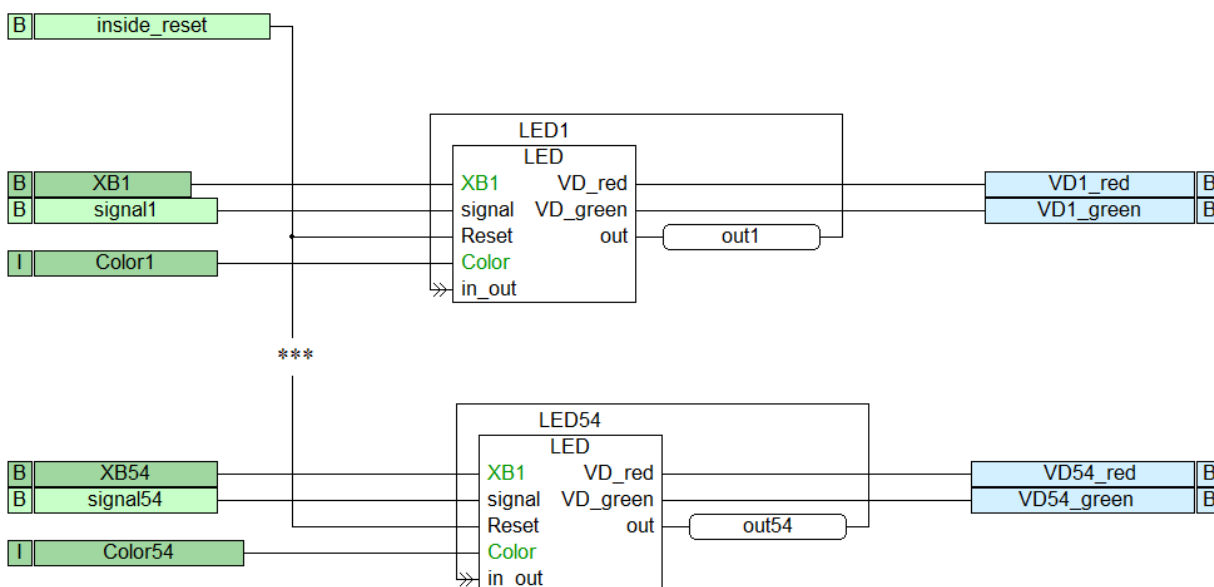 B inside_reset
LED1
LED
B XB1 XB1 VD_red VD1_red B
B signal1 signal VD_green VD1_green B
Reset out out1
I Color1 Color
in_out
***
LED54
LED
B XB54 XB1 VD_red VD54_red B
B signal54 signal VD_green VD54_green B
Reset out out54
I Color54 Color
in_out